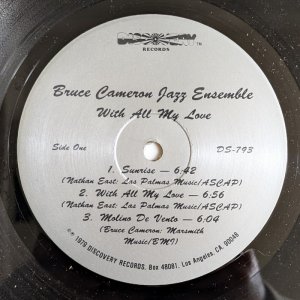 DISCOVERY TM
RECORDS
Bruce Cameron Jazz Ensemble
With All My Love
Side One
DS-793
1. Sunrise — 6:42
(Nathan East: Las Palmas Music/ASCAP)
2. With All My Love — 6:56
(Nathan East: Las Palmas Music/ASCAP)
3. Molino De Vento — 6:04
(Bruce Cameron: Marsmith
Music/BMI)
©℗ 1979 DISCOVERY RECORDS, Box 48081, Los Angeles, CA. 90048